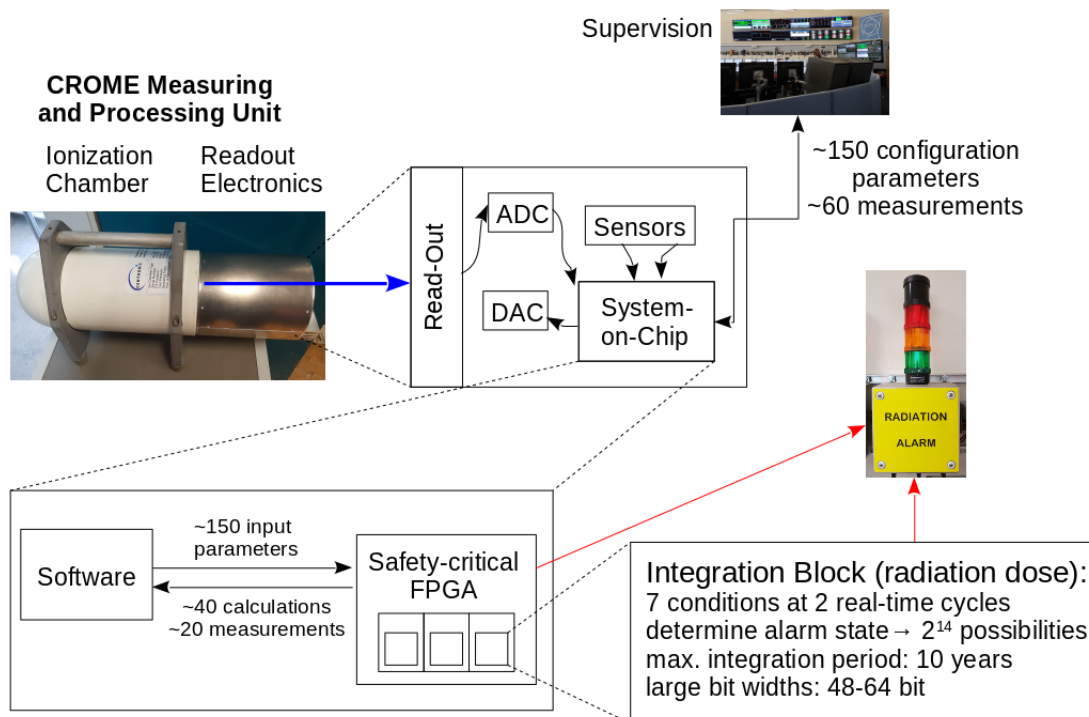 Supervision
CROME Measuring
and Processing Unit
Ionization
Chamber
Readout
Electronics
~150 configuration
parameters
~60 measurements
Read-Out
ADC
Sensors
DAC
System-
on-Chip
RADIATION
ALARM
Software
~150 input
parameters
~40 calculations
~20 measurements
Safety-critical
FPGA
Integration Block (radiation dose):
7 conditions at 2 real-time cycles
determine alarm state→ 2¹⁴ possibilities
max. integration period: 10 years
large bit widths: 48-64 bit